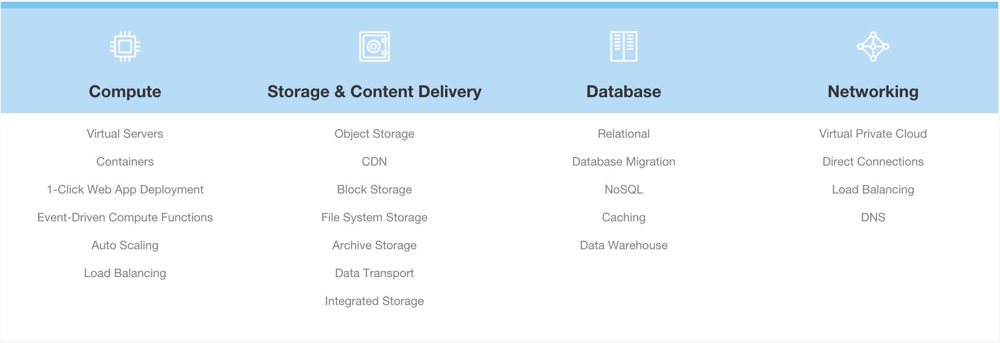 Compute
Virtual Servers
Containers
1-Click Web App Deployment
Event-Driven Compute Functions
Auto Scaling
Load Balancing
Storage & Content Delivery
Object Storage
CDN
Block Storage
File System Storage
Archive Storage
Data Transport
Integrated Storage
Database
Relational
Database Migration
NoSQL
Caching
Data Warehouse
Networking
Virtual Private Cloud
Direct Connections
Load Balancing
DNS